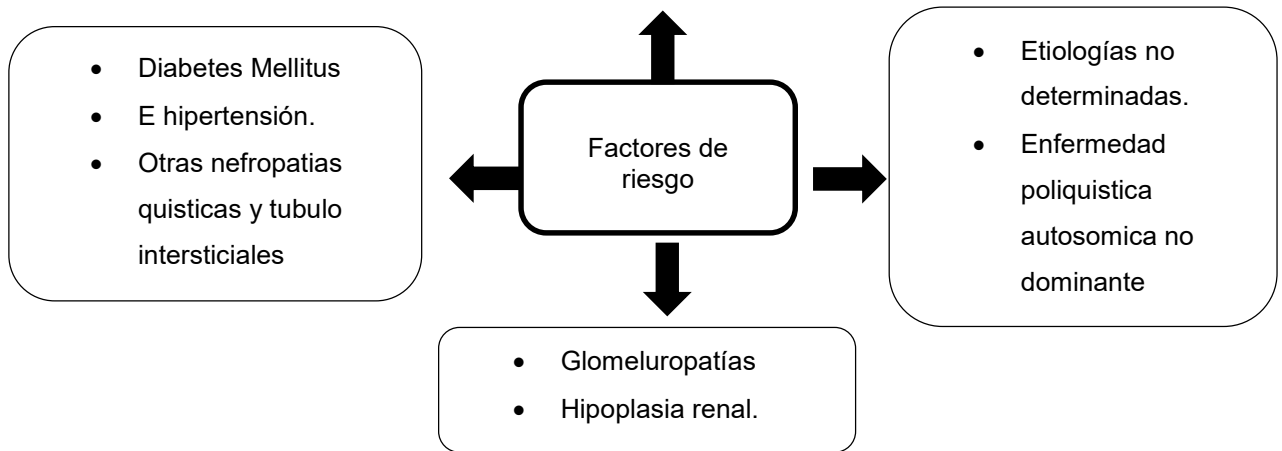 • Diabetes Mellitus
• E hipertensión.
• Otras nefropatias
quisticas y tubulo
intersticiales
Factores de
riesgo
• Etiologías no
determinadas.
• Enfermedad
poliquistica
autosomica no
dominante
• Glomeluropatías
• Hipoplasia renal.